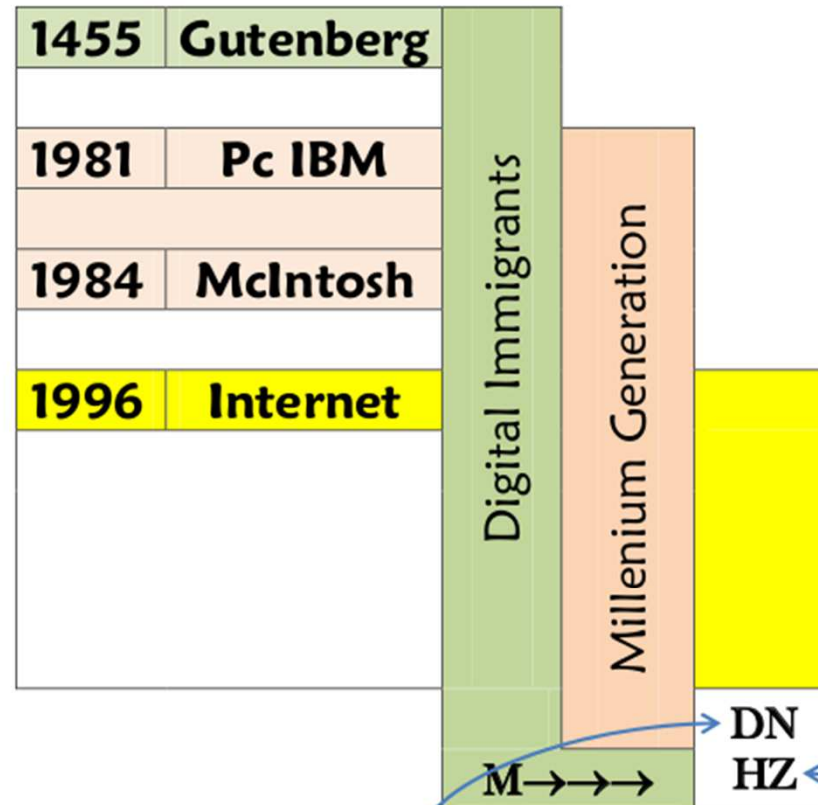 1455 Gutenberg
1981 Pc IBM
1984 McIntosh
1996 Internet
Digital Immigrants
Millenium Generation
DN
M→→→ HZ